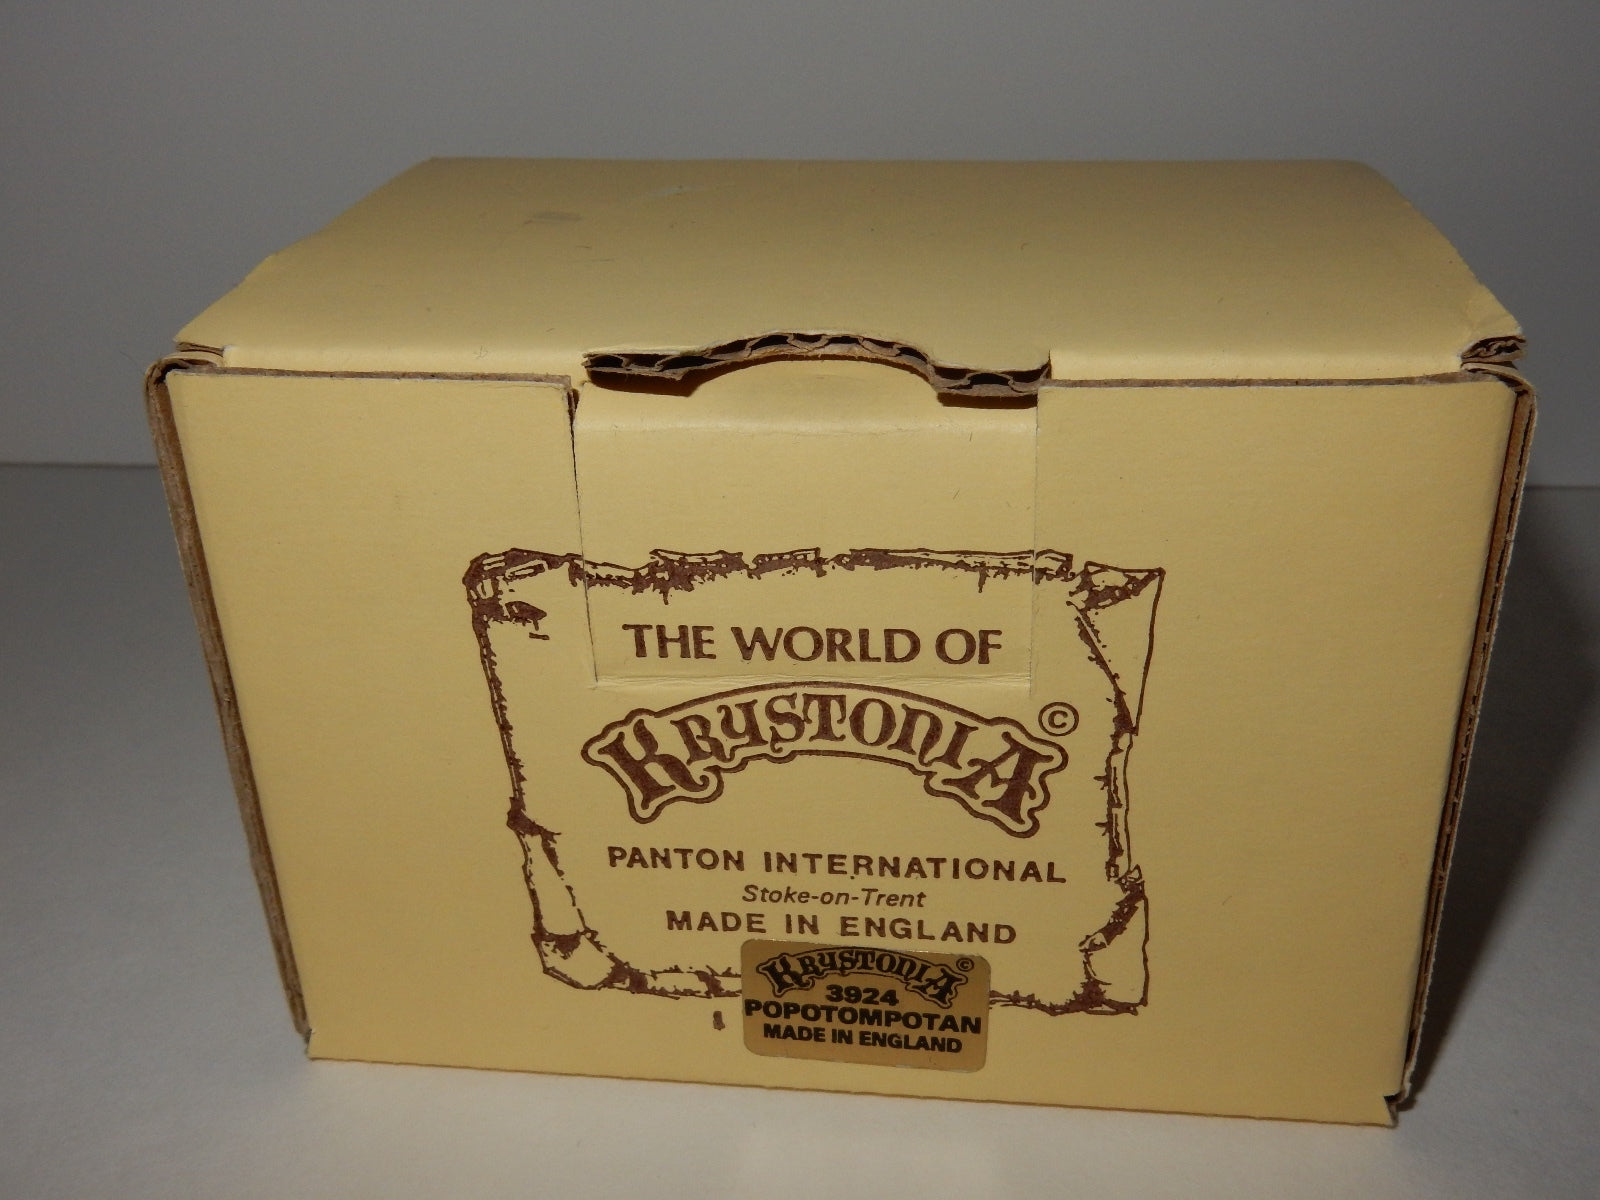 THE WORLD OF
KRYSTONIA ©
PANTON INTERNATIONAL
Stoke-on-Trent
MADE IN ENGLAND
KRYSTONIA ©
3924
POPOTOMPOTAN
MADE IN ENGLAND